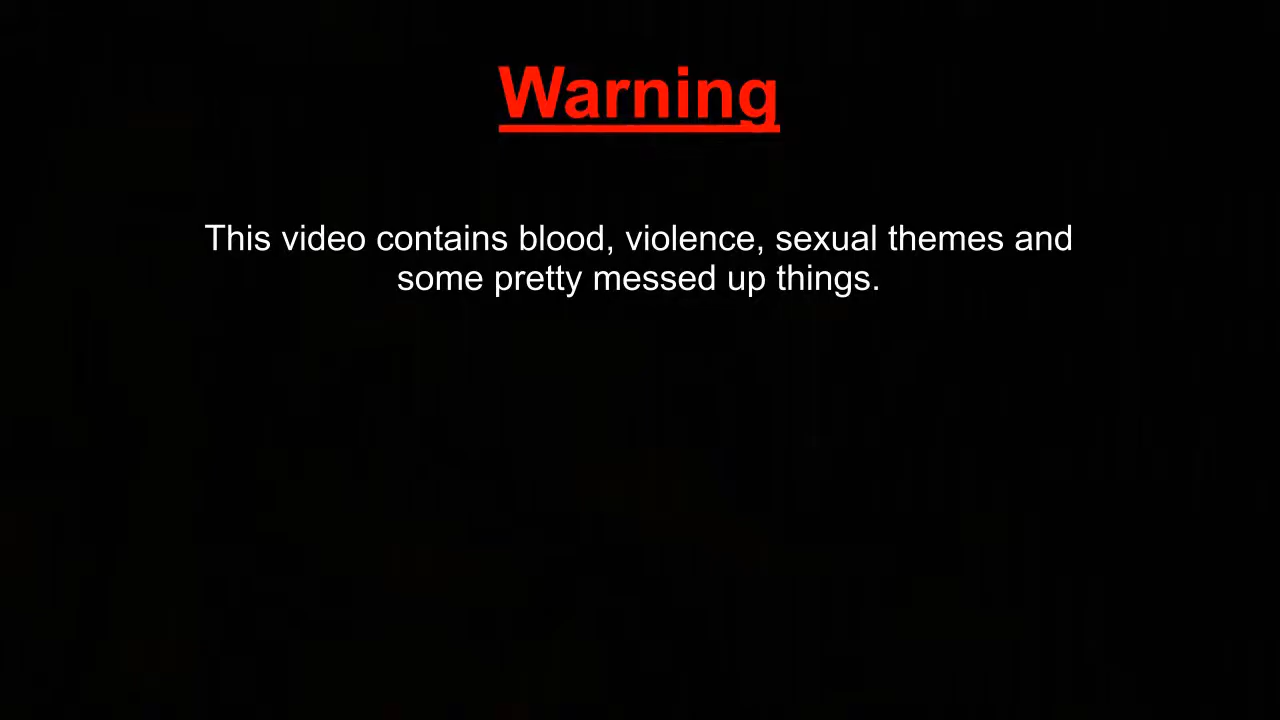 Warning
This video contains blood, violence, sexual themes and
some pretty messed up things.